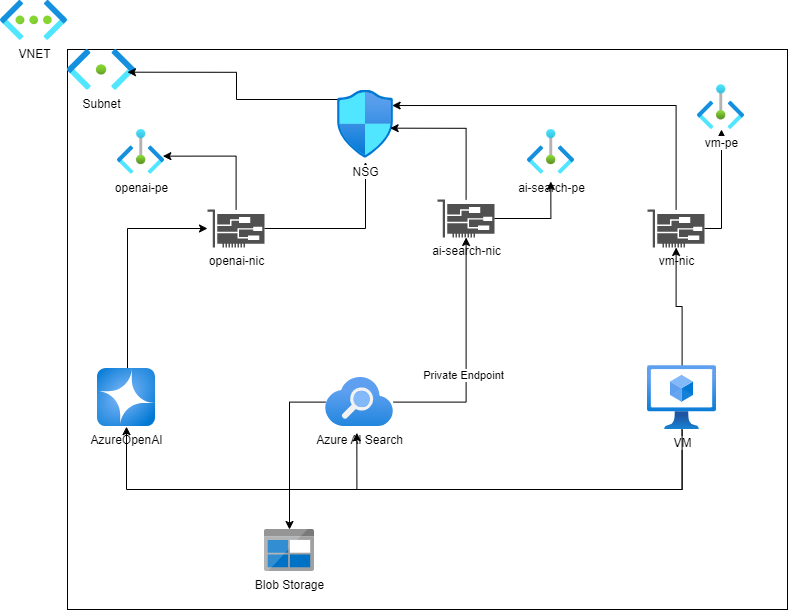 VNET
Subnet
NSG
vm-pe
openai-pe
ai-search-pe
openai-nic
ai-search-nic
vm-nic
Private Endpoint
AzureOpenAI
Azure AI Search
VM
Blob Storage